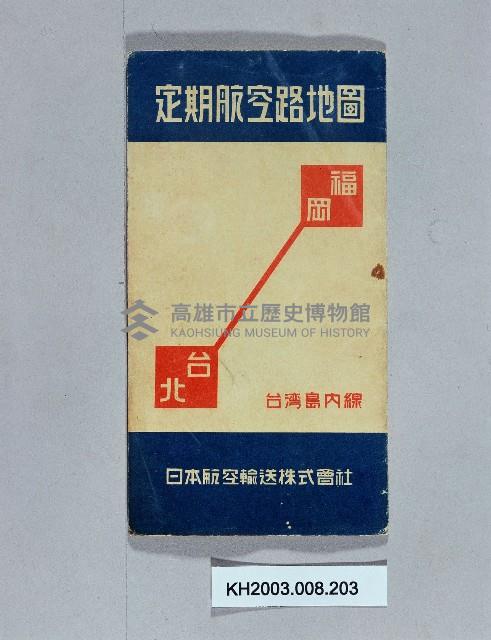 定期航空路地圖
福
岡
高雄市立歷史博物館
KAOHSIUNG MUSEUM OF HISTORY
台
北
台湾島内線
日本航空輸送株式會社
KH2003.008.203